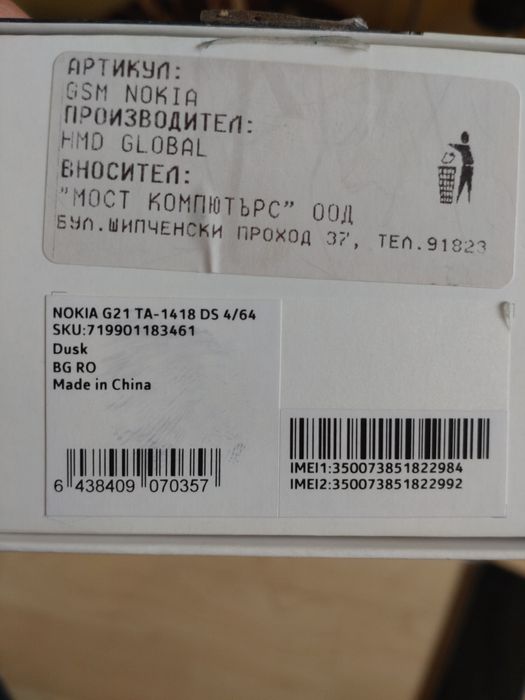 АРТИКУЛ:
GSM NOKIA
ПРОИЗВОДИТЕЛ:
HMD GLOBAL
ВНОСИТЕЛ:
"МОСТ КОМПЮТЪРС" ООД
БУЛ.ШИПЧЕНСКИ ПРОХОД 37, ТЕЛ.91823
NOKIA G21 TA-1418 DS 4/64
SKU:719901183461
Dusk
BG RO
Made in China
6 438409 070357
IMEI1:350073851822984
IMEI2:350073851822992